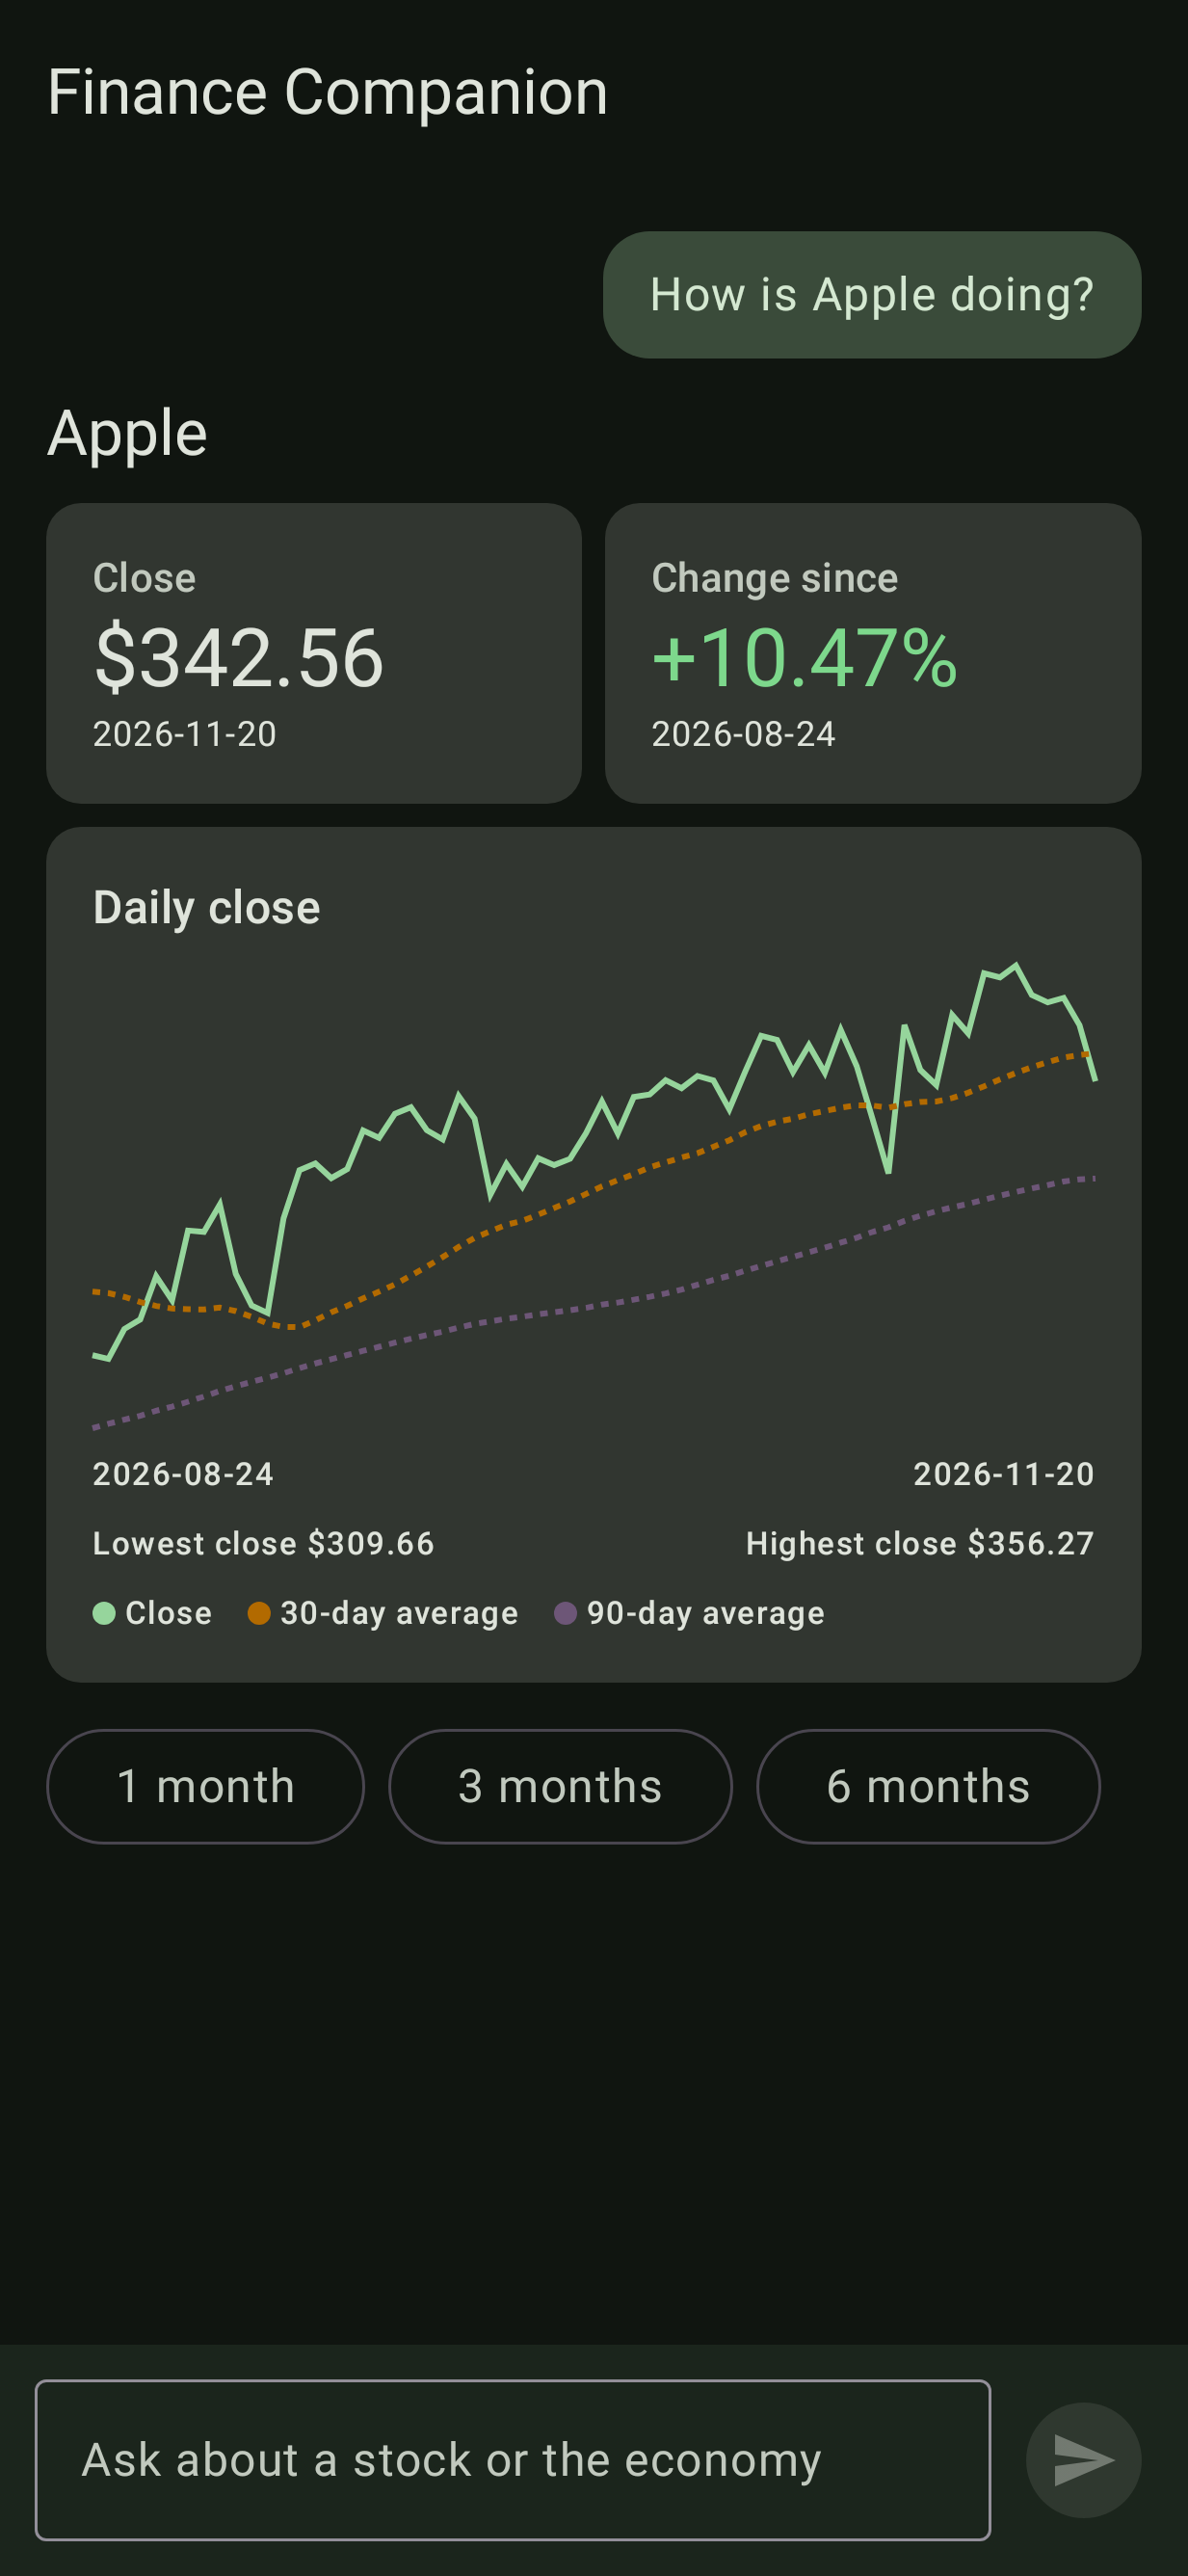 Finance Companion
How is Apple doing?
Apple
Close
$342.56
2026-11-20
Change since
+10.47%
2026-08-24
Daily close
2026-08-24 2026-11-20
Lowest close $309.66 Highest close $356.27
Close 30-day average 90-day average
1 month 3 months 6 months
Ask about a stock or the economy